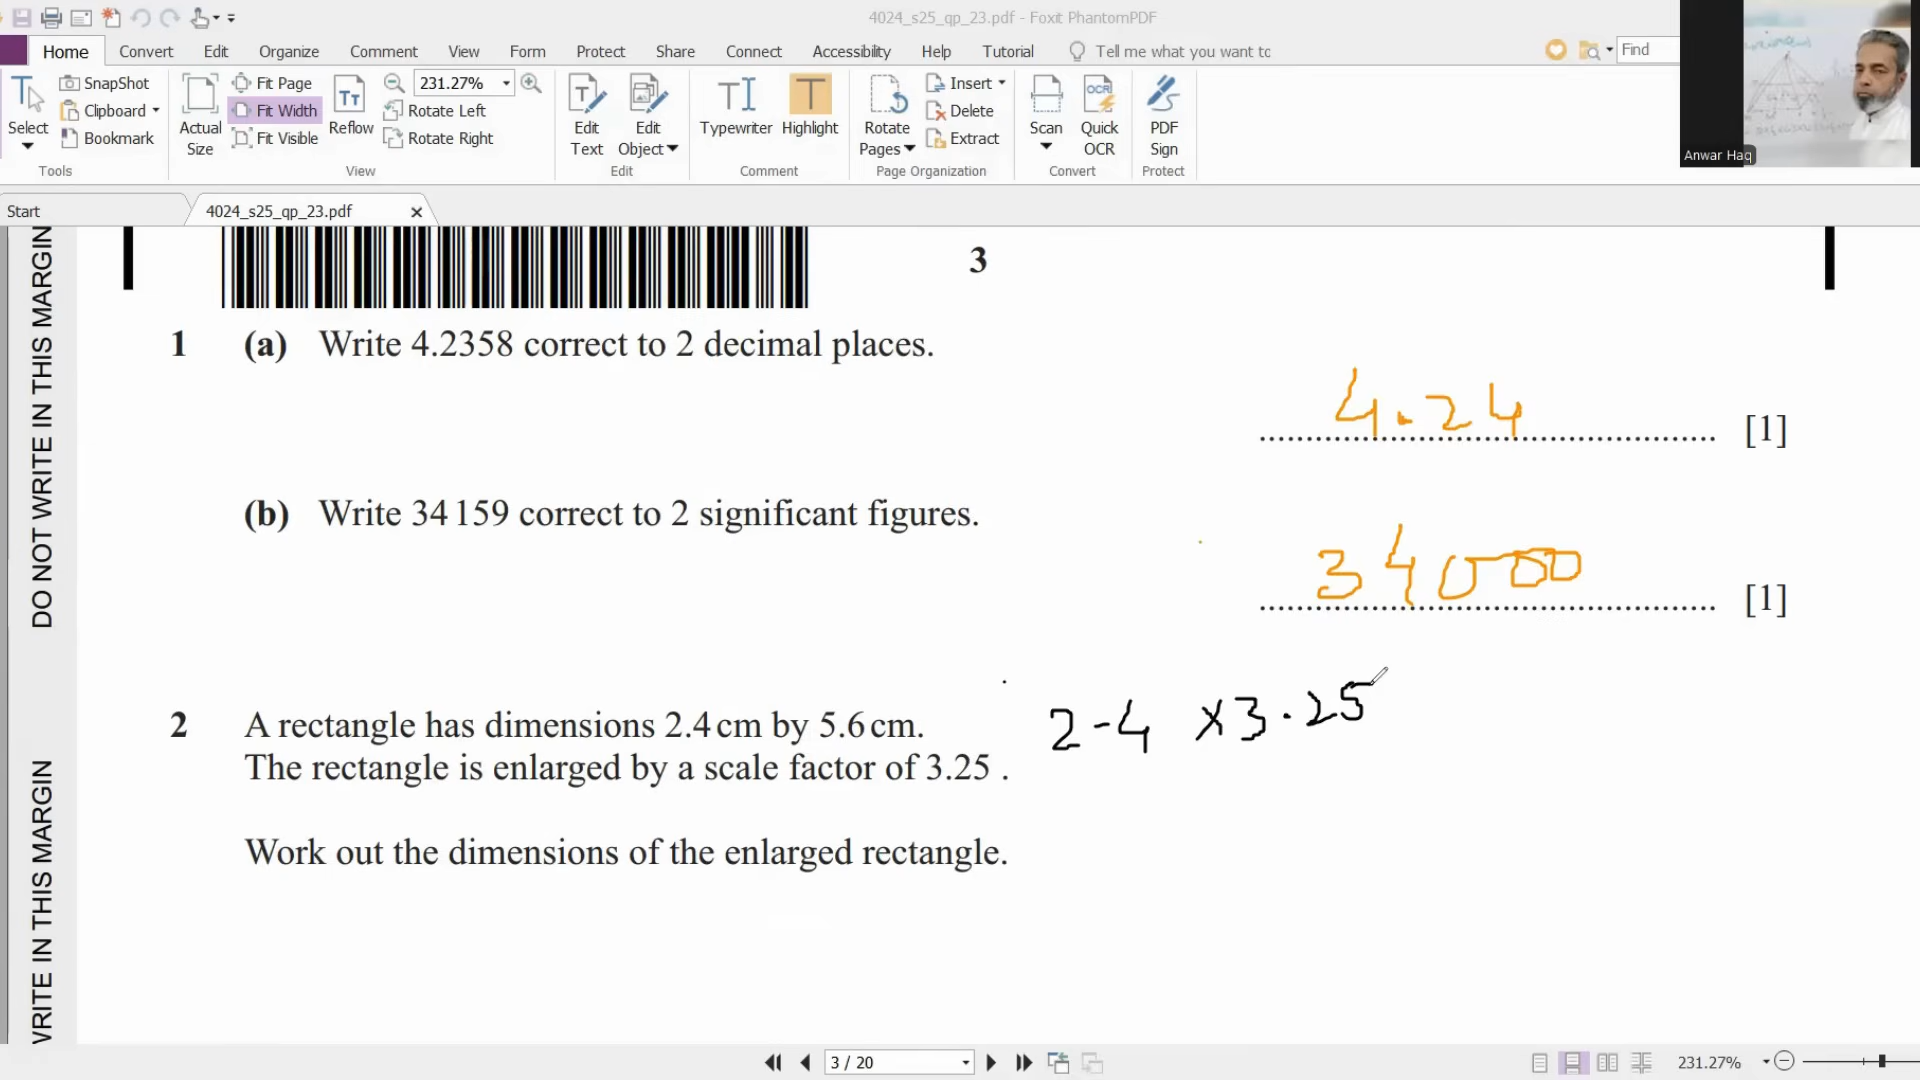 4024_s25_qp_23.pdf - Foxit PhantomPDF
Home Convert Edit Organize Comment View Form Protect Share Connect Accessibility Help Tutorial Tell me what you want to Find
SnapShot Fit Page 231.27% Insert
Clipboard Fit Width Rotate Left Delete
Bookmark Fit Visible Rotate Right Extract
Select Actual Size Reflow Edit Text Edit Object Typewriter Highlight Rotate Pages Scan Quick OCR PDF Sign
Tools View Edit Comment Page Organization Convert Protect
Anwar Haq
Start 4024_s25_qp_23.pdf
DO NOT WRITE IN THIS MARGIN
3
1 (a) Write 4.2358 correct to 2 decimal places.
4.24
[1]
(b) Write 34 159 correct to 2 significant figures.
34000
[1]
2 A rectangle has dimensions 2.4 cm by 5.6 cm.
2-4 ×3.25
The rectangle is enlarged by a scale factor of 3.25 .
Work out the dimensions of the enlarged rectangle.
WRITE IN THIS MARGIN
3 / 20 231.27%